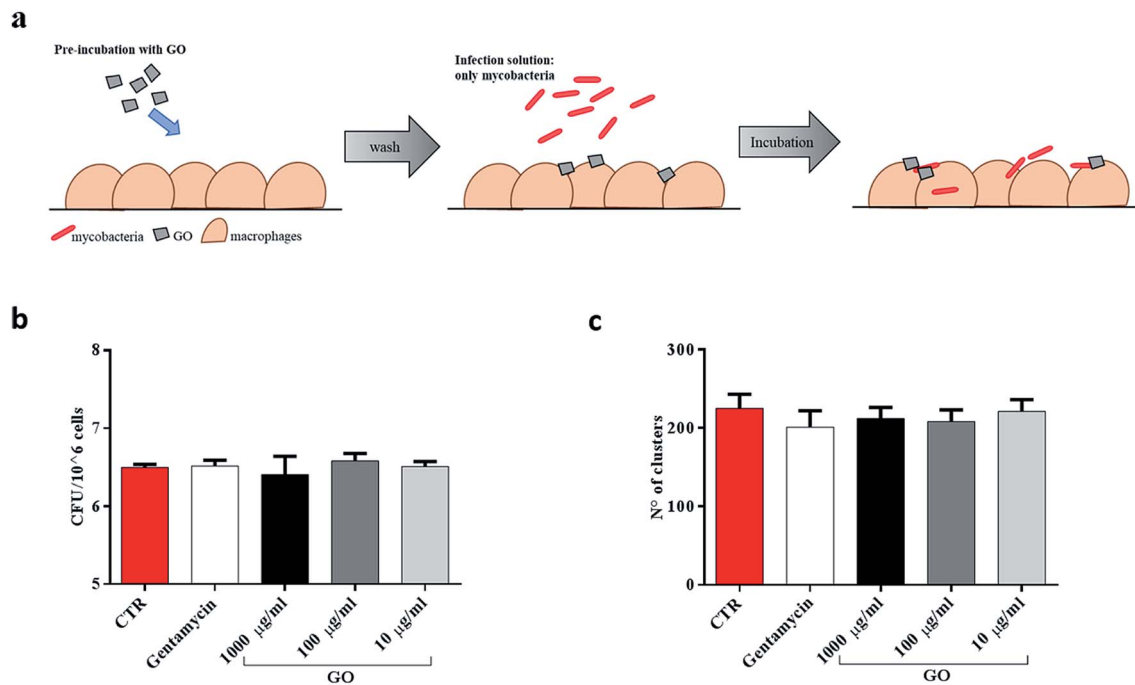 a
Pre-incubation with GO
Infection solution:
only mycobacteria
wash
Incubation
mycobacteria
GO
macrophages
b
CFU/10^6 cells
8
7
6
5
CTR
Gentamycin
1000 µg/ml
100 µg/ml
10 µg/ml
GO
c
N° of clusters
300
200
100
0
CTR
Gentamycin
1000 µg/ml
100 µg/ml
10 µg/ml
GO